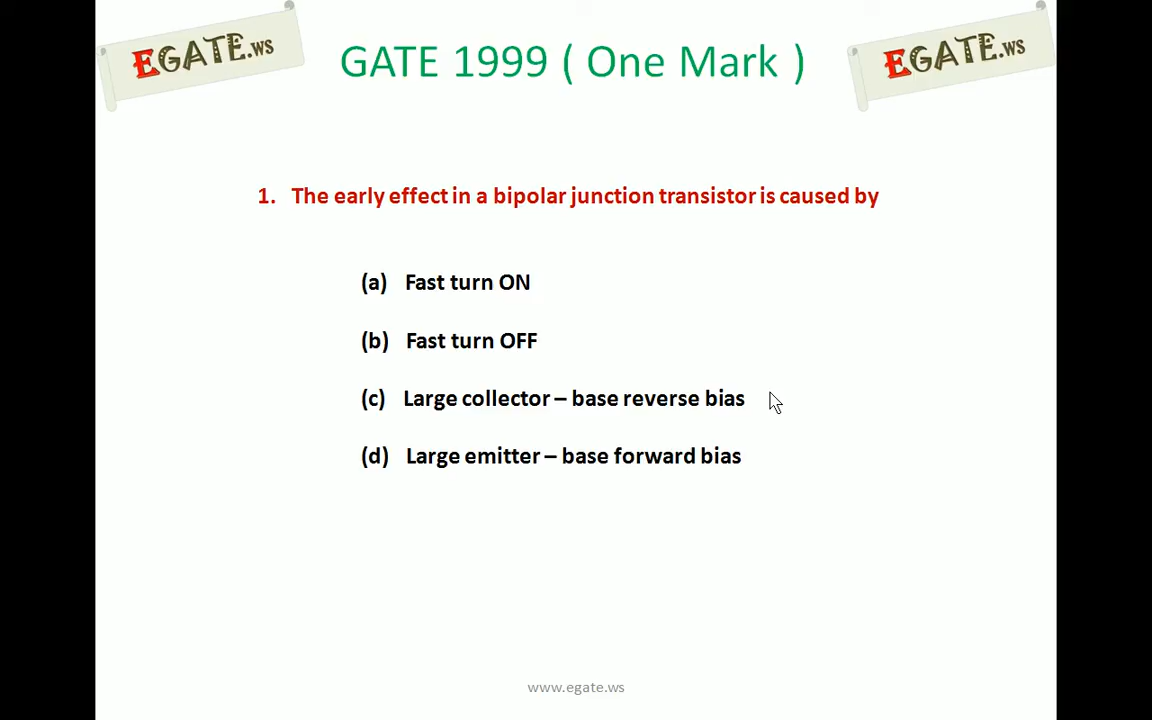 EGATE.ws
GATE 1999 ( One Mark )
EGATE.ws
1. The early effect in a bipolar junction transistor is caused by
(a) Fast turn ON
(b) Fast turn OFF
(c) Large collector – base reverse bias
(d) Large emitter – base forward bias
www.egate.ws